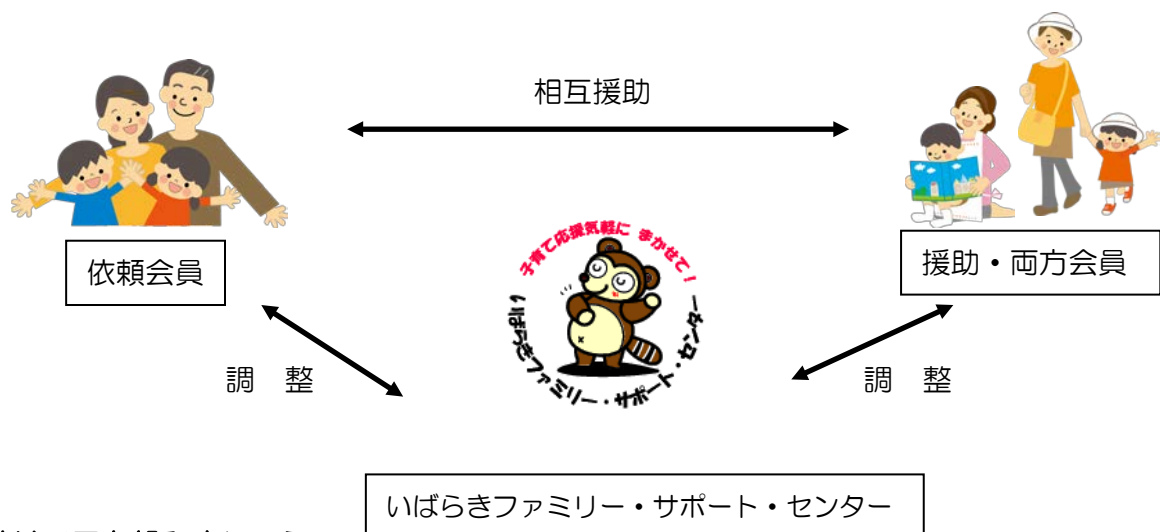 相互援助
依頼会員
援助・両方会員
子育て応援気軽に まかせて！
いばらきファミリー・サポート・センター
調　整
調　整
いばらきファミリー・サポート・センター